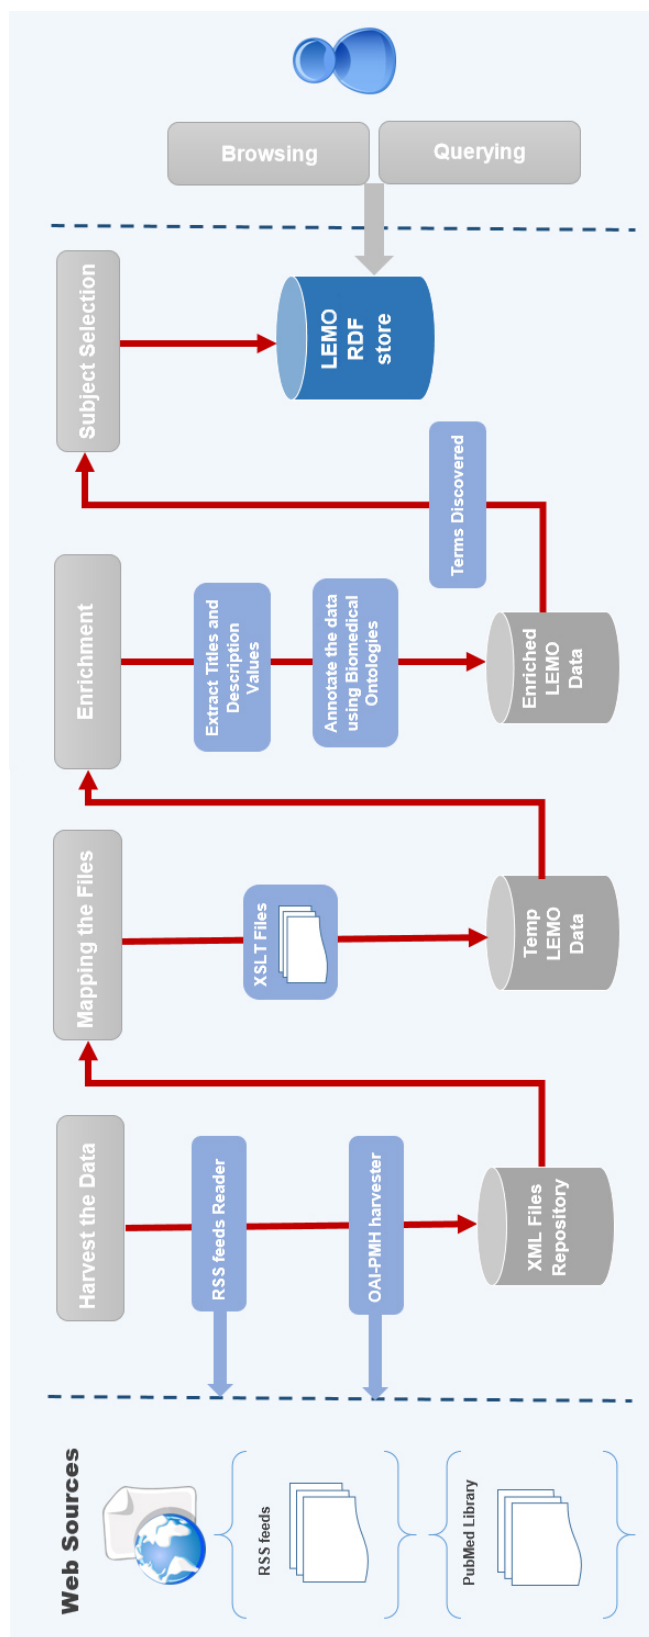 Web Sources
RSS feeds
PubMed Library
Harvest the Data
RSS feeds Reader
OAI-PMH harvester
XML Files
Repository
Mapping the Files
XSLT Files
Temp
LEMO
Data
Enrichment
Extract Titles and
Description
Values
Annotate the data
using Biomedical
Ontologies
Enriched
LEMO
Data
Terms Discovered
Subject Selection
LEMO
RDF
store
Browsing
Querying